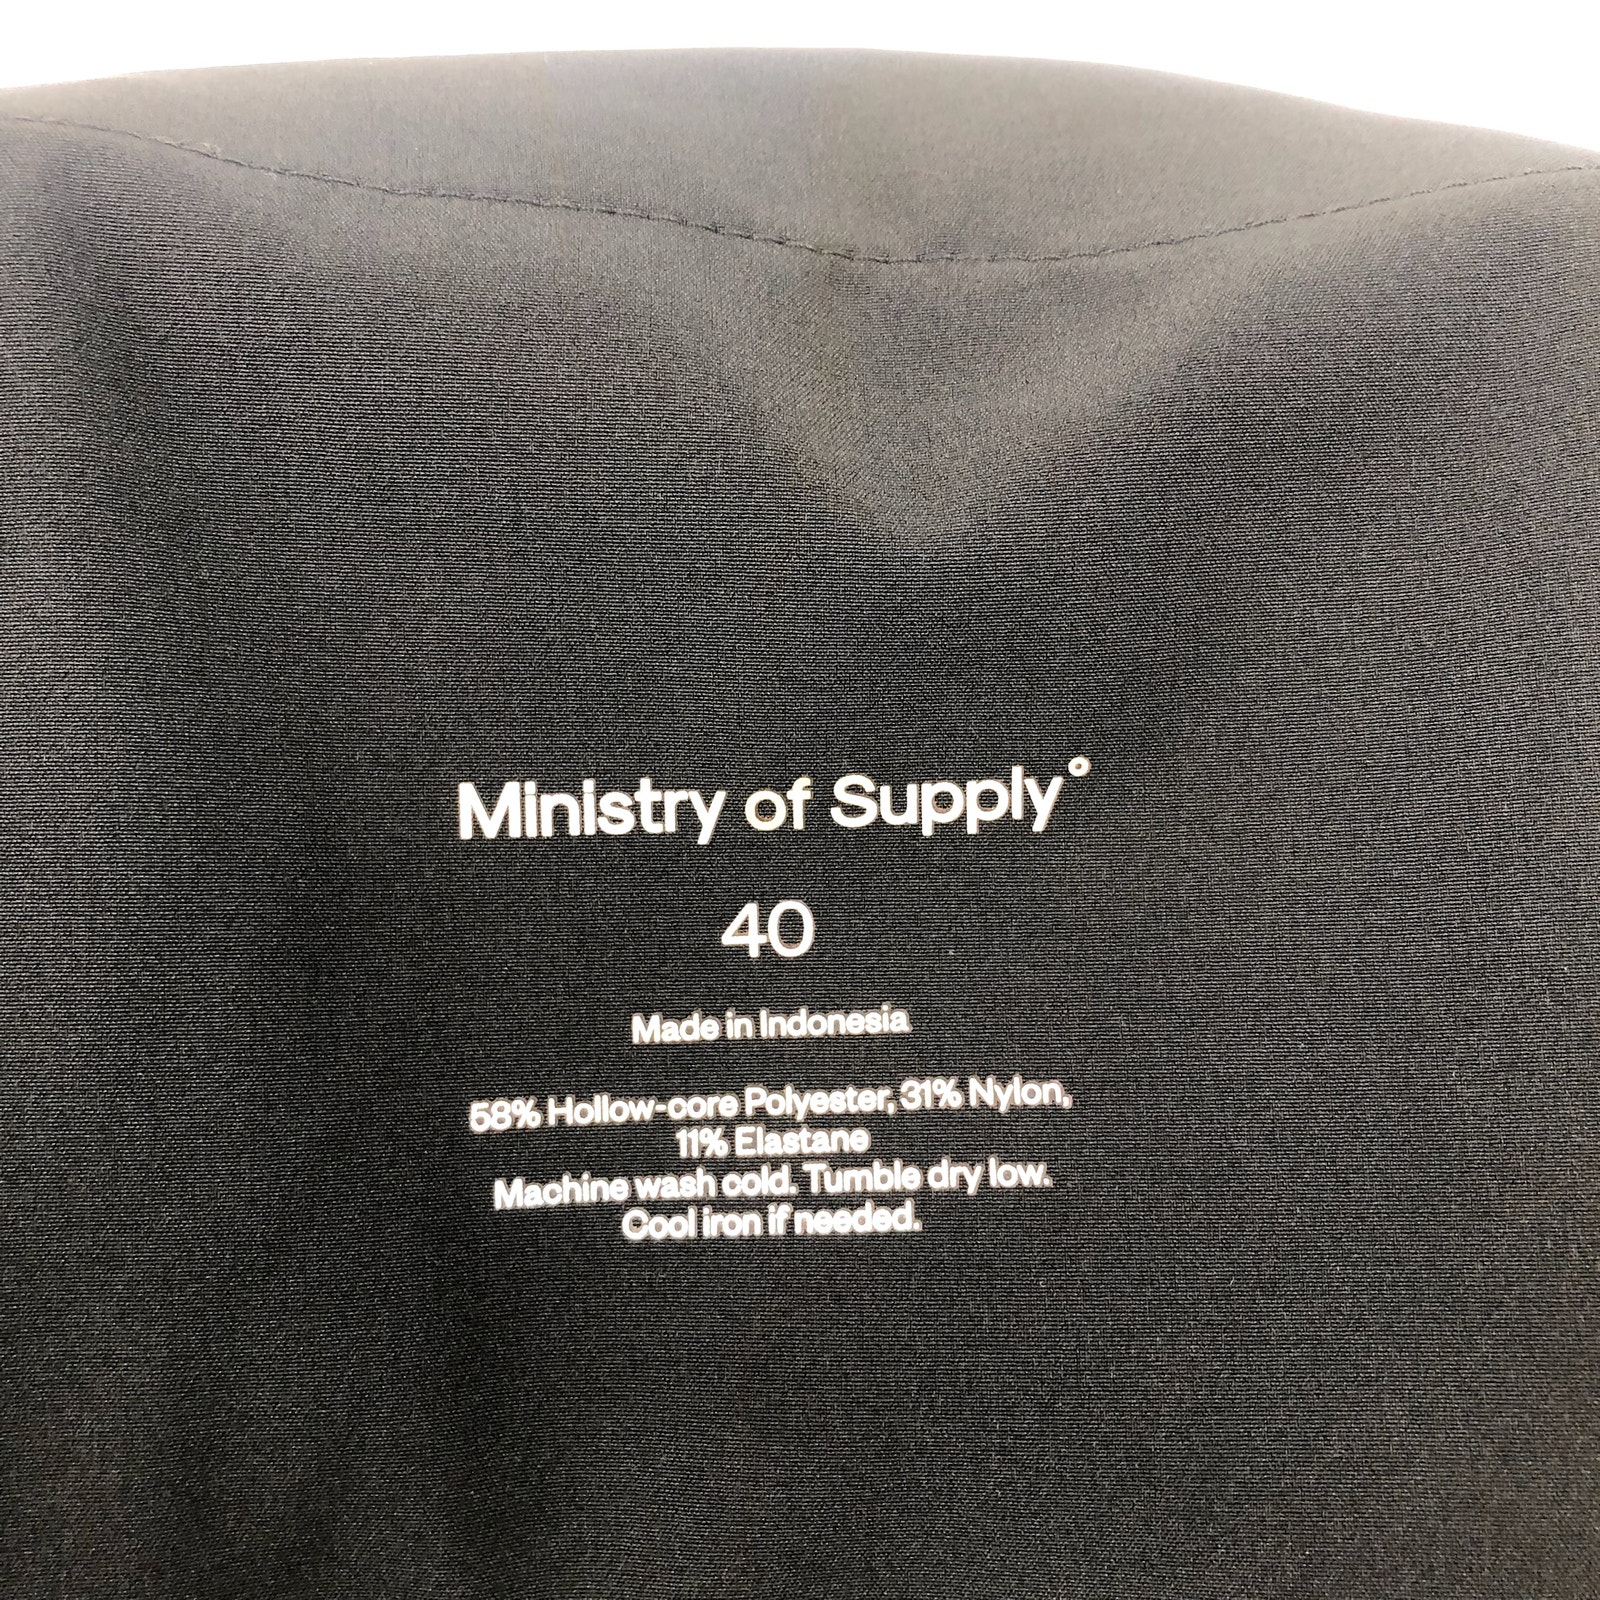 Ministry of Supply°
40
Made in Indonesia
58% Hollow-core Polyester, 31% Nylon,
11% Elastane
Machine wash cold. Tumble dry low.
Cool iron if needed.